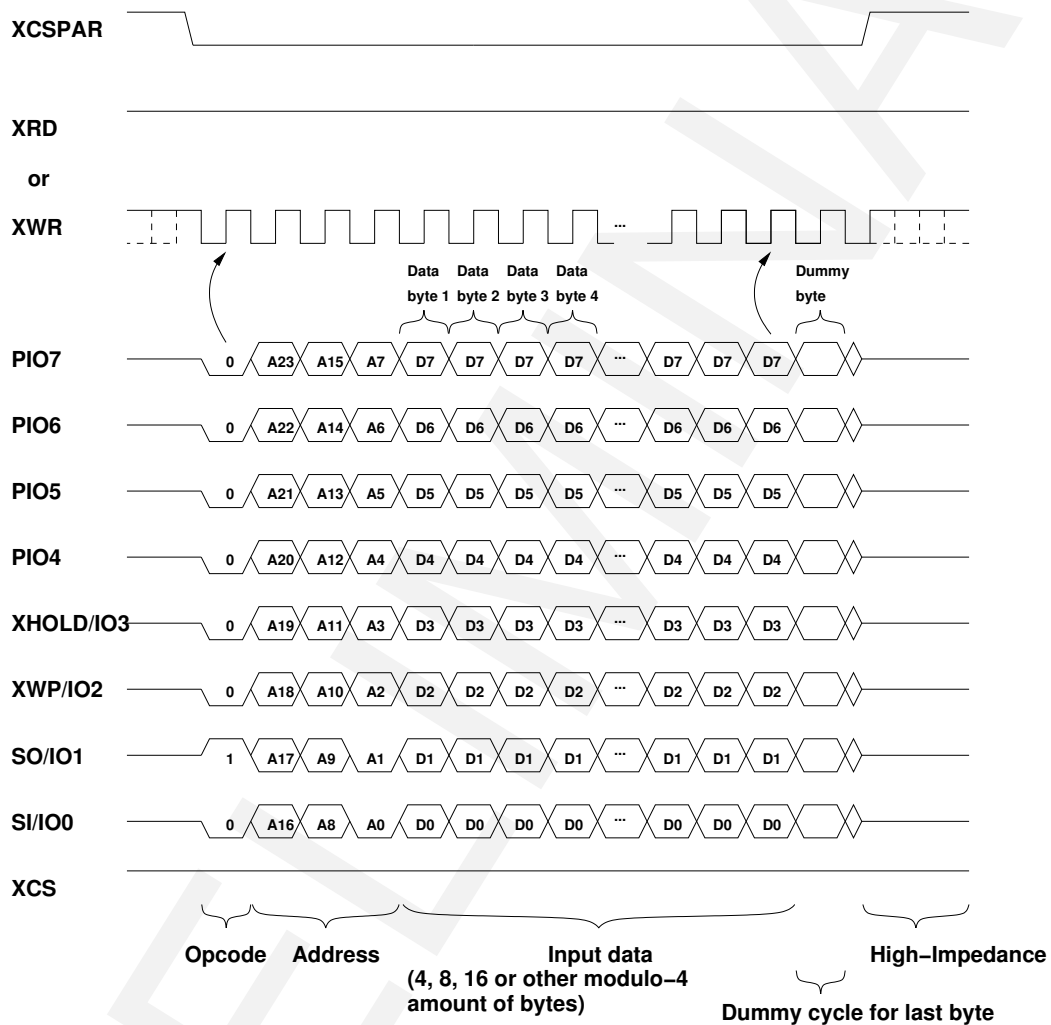 XCSPAR
XRD
or
XWR
...
Data Data Data Data Dummy
byte 1 byte 2 byte 3 byte 4 byte
PIO7 0 A23 A15 A7 D7 D7 D7 D7 ... D7 D7 D7
PIO6 0 A22 A14 A6 D6 D6 D6 D6 ... D6 D6 D6
PIO5 0 A21 A13 A5 D5 D5 D5 D5 ... D5 D5 D5
PIO4 0 A20 A12 A4 D4 D4 D4 D4 ... D4 D4 D4
XHOLD/IO3 0 A19 A11 A3 D3 D3 D3 D3 ... D3 D3 D3
XWP/IO2 0 A18 A10 A2 D2 D2 D2 D2 ... D2 D2 D2
SO/IO1 1 A17 A9 A1 D1 D1 D1 D1 ... D1 D1 D1
SI/IO0 0 A16 A8 A0 D0 D0 D0 D0 ... D0 D0 D0
XCS
Opcode Address Input data High−Impedance
(4, 8, 16 or other modulo−4
amount of bytes)
Dummy cycle for last byte